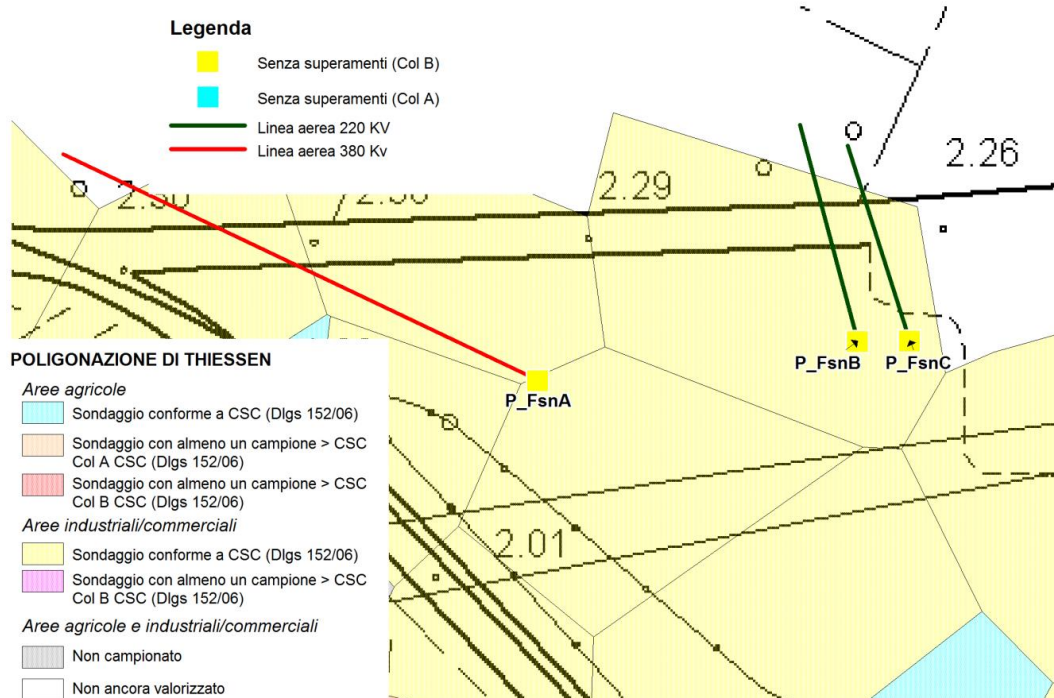 Legenda
Senza superamenti (Col B)
Senza superamenti (Col A)
Linea aerea 220 KV
Linea aerea 380 Kv
2.26
2.29
2.30
P_FsnB
P_FsnC
P_FsnA
2.01
POLIGONAZIONE DI THIESSEN
Aree agricole
Sondaggio conforme a CSC (Dlgs 152/06)
Sondaggio con almeno un campione > CSC
Col A CSC (Dlgs 152/06)
Sondaggio con almeno un campione > CSC
Col B CSC (Dlgs 152/06)
Aree industriali/commerciali
Sondaggio conforme a CSC (Dlgs 152/06)
Sondaggio con almeno un campione > CSC
Col B CSC (Dlgs 152/06)
Aree agricole e industriali/commerciali
Non campionato
Non ancora valorizzato